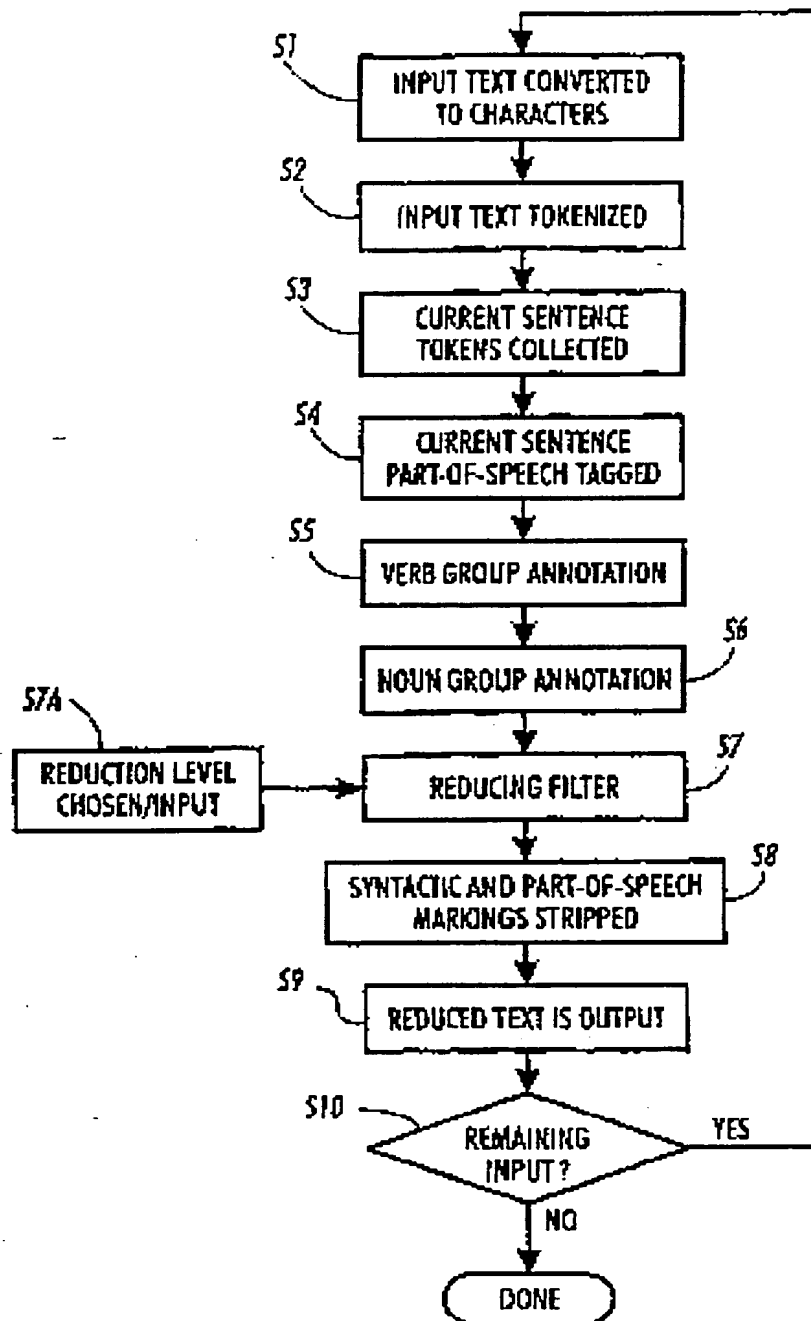 S1
INPUT TEXT CONVERTED
TO CHARACTERS
S2
INPUT TEXT TOKENIZED
S3
CURRENT SENTENCE
TOKENS COLLECTED
S4
CURRENT SENTENCE
PART-OF-SPEECH TAGGED
S5
VERB GROUP ANNOTATION
S6
NOUN GROUP ANNOTATION
S7A
REDUCTION LEVEL
CHOSEN/INPUT
S7
REDUCING FILTER
S8
SYNTACTIC AND PART-OF-SPEECH
MARKINGS STRIPPED
S9
REDUCED TEXT IS OUTPUT
S10
REMAINING
INPUT?
YES
NO
DONE